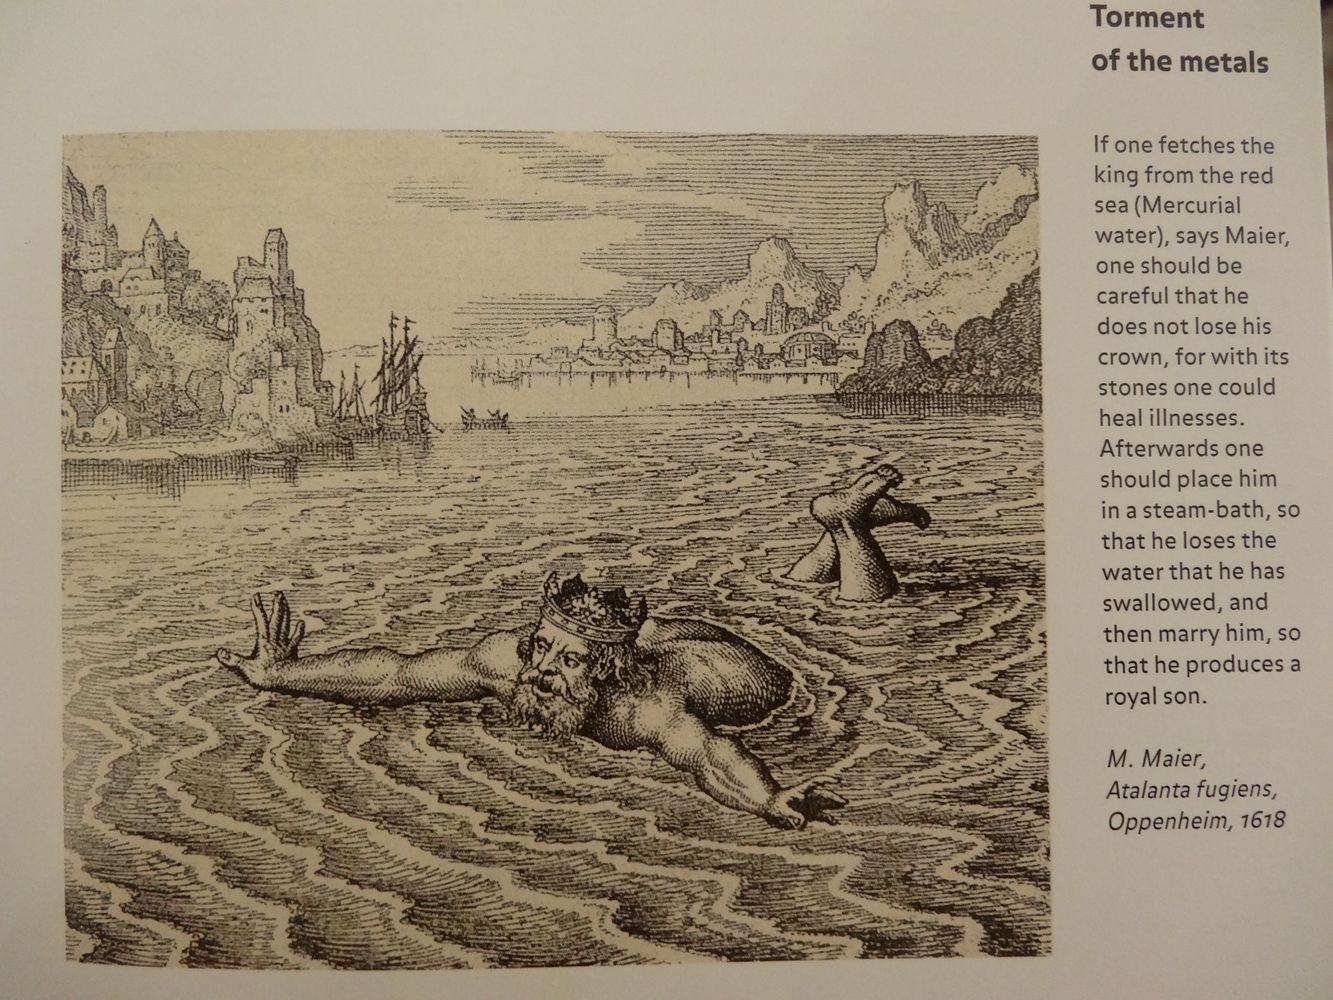 Torment
of the metals
If one fetches the
king from the red
sea (Mercurial
water), says Maier,
one should be
careful that he
does not lose his
crown, for with its
stones one could
heal illnesses.
Afterwards one
should place him
in a steam-bath, so
that he loses the
water that he has
swallowed, and
then marry him, so
that he produces a
royal son.
M. Maier,
Atalanta fugiens,
Oppenheim, 1618